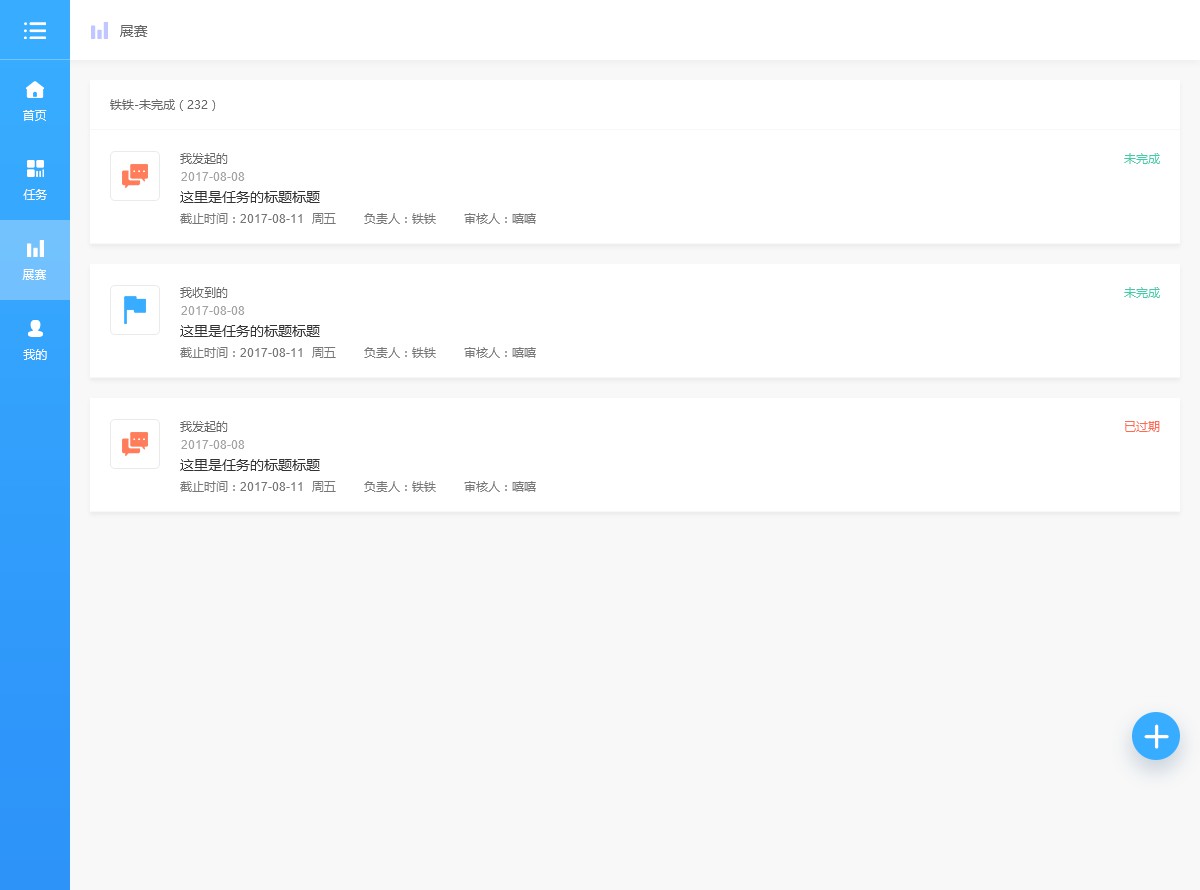 展赛
首页
任务
展赛
我的
铁铁-未完成 ( 232 )
我发起的
未完成
2017-08-08
这里是任务的标题标题
截止时间：2017-08-11 周五 负责人：铁铁 审核人：嘻嘻
我收到的
未完成
2017-08-08
这里是任务的标题标题
截止时间：2017-08-11 周五 负责人：铁铁 审核人：嘻嘻
我发起的
已过期
2017-08-08
这里是任务的标题标题
截止时间：2017-08-11 周五 负责人：铁铁 审核人：嘻嘻